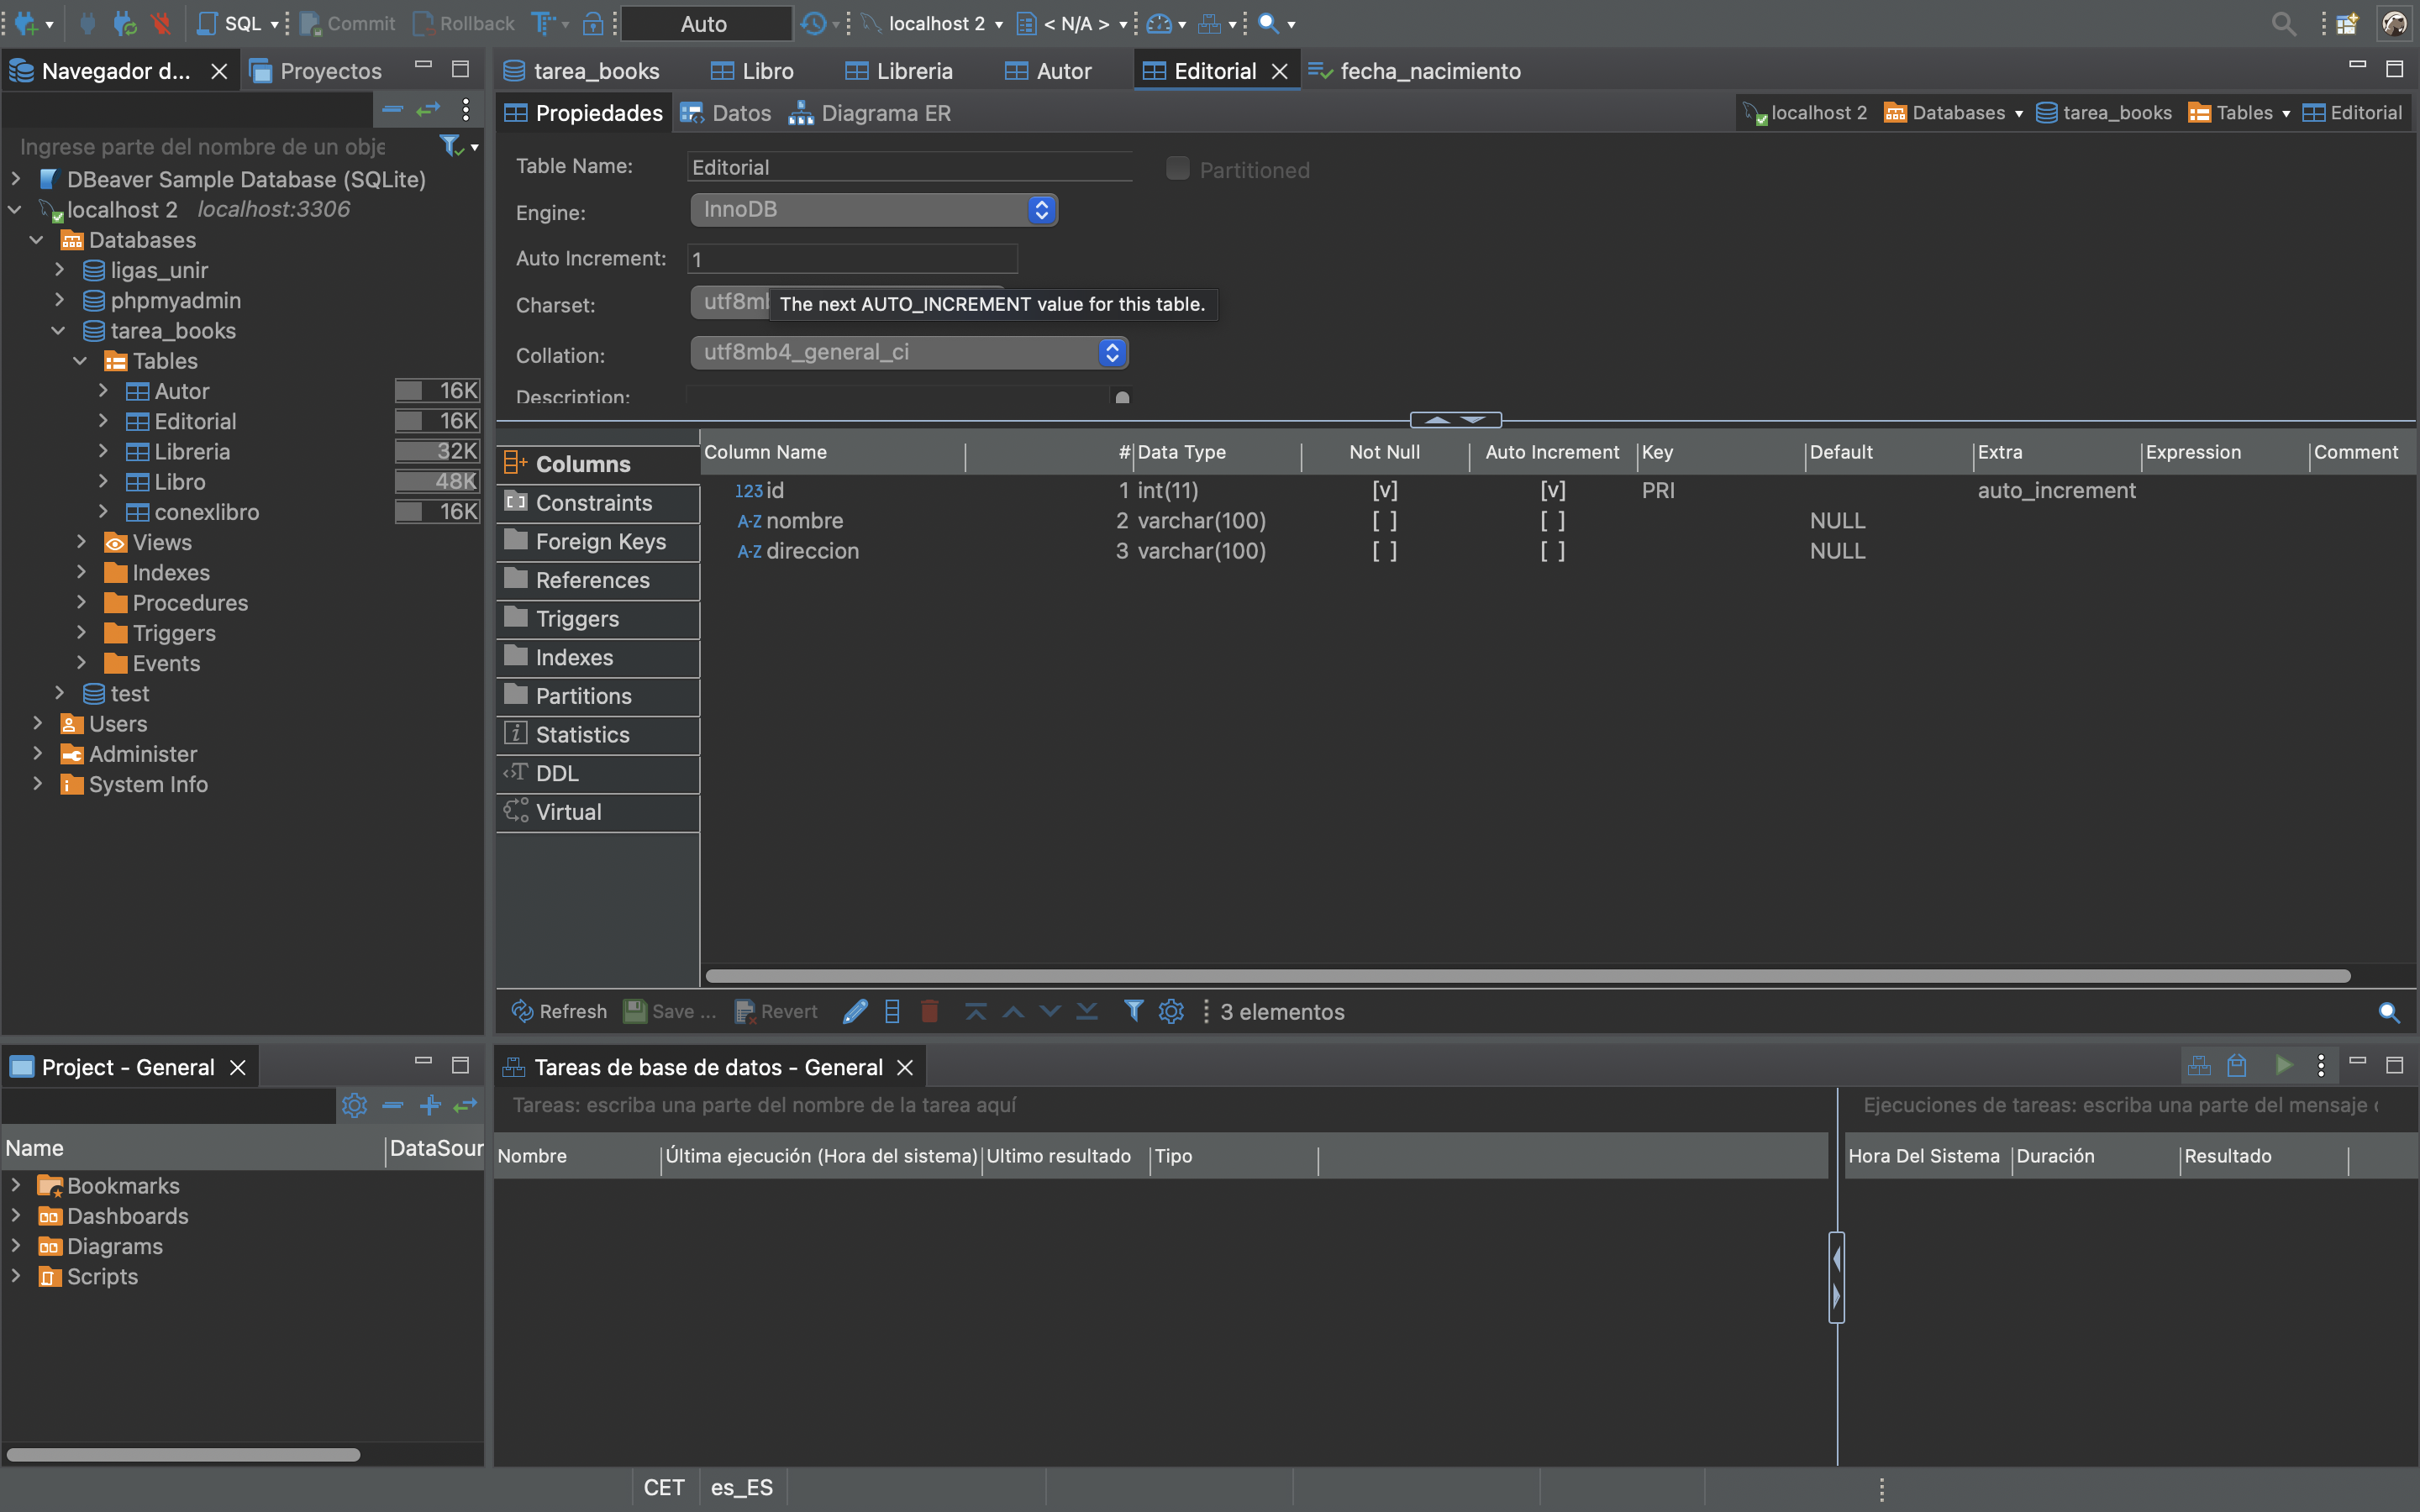 SQL Commit Rollback Auto localhost 2 < N/A >
Navegador d... Proyectos
Ingrese parte del nombre de un obje
DBeaver Sample Database (SQLite)
localhost 2 localhost:3306
Databases
ligas_unir
phpmyadmin
tarea_books
Tables
Autor 16K
Editorial 16K
Libreria 32K
Libro 48K
conexlibro 16K
Views
Indexes
Procedures
Triggers
Events
test
Users
Administer
System Info
tarea_books Libro Libreria Autor Editorial fecha_nacimiento
Propiedades Datos Diagrama ER localhost 2 Databases tarea_books Tables Editorial
Table Name: Editorial Partitioned
Engine: InnoDB
Auto Increment: 1
Charset: utf8mb The next AUTO_INCREMENT value for this table.
Collation: utf8mb4_general_ci
Description:
Columns
Constraints
Foreign Keys
References
Triggers
Indexes
Partitions
Statistics
DDL
Virtual
Column Name # Data Type Not Null Auto Increment Key Default Extra Expression Comment
123 id 1 int(11) [v] [v] PRI auto_increment
A-Z nombre 2 varchar(100) [ ] [ ] NULL
A-Z direccion 3 varchar(100) [ ] [ ] NULL
Refresh Save ... Revert 3 elementos
Project - General
Name DataSour
Bookmarks
Dashboards
Diagrams
Scripts
Tareas de base de datos - General
Tareas: escriba una parte del nombre de la tarea aquí Ejecuciones de tareas: escriba una parte del mensaje
Nombre Última ejecución (Hora del sistema) Ultimo resultado Tipo Hora Del Sistema Duración Resultado
CET es_ES